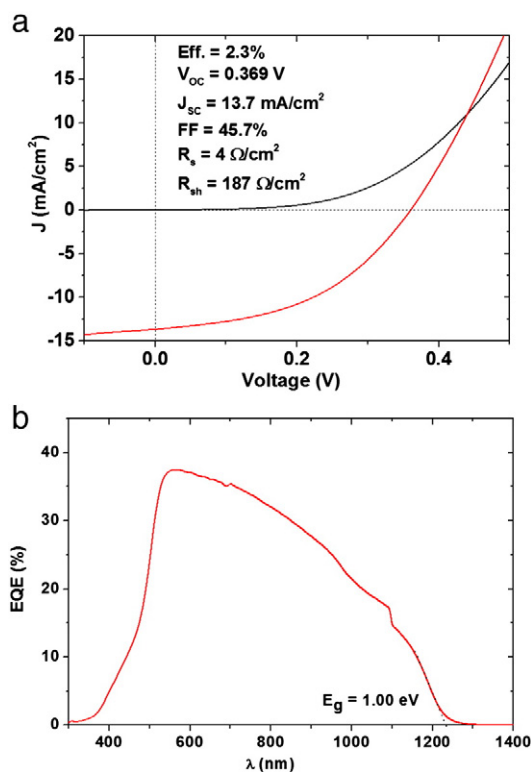 a
Eff. = 2.3%
V_OC = 0.369 V
J_SC = 13.7 mA/cm²
FF = 45.7%
R_s = 4 Ω/cm²
R_sh = 187 Ω/cm²
20
15
10
5
0
-5
-10
-15
J (mA/cm²)
0.0 0.2 0.4
Voltage (V)
b
40
30
20
10
0
EQE (%)
E_g = 1.00 eV
400 600 800 1000 1200 1400
λ (nm)